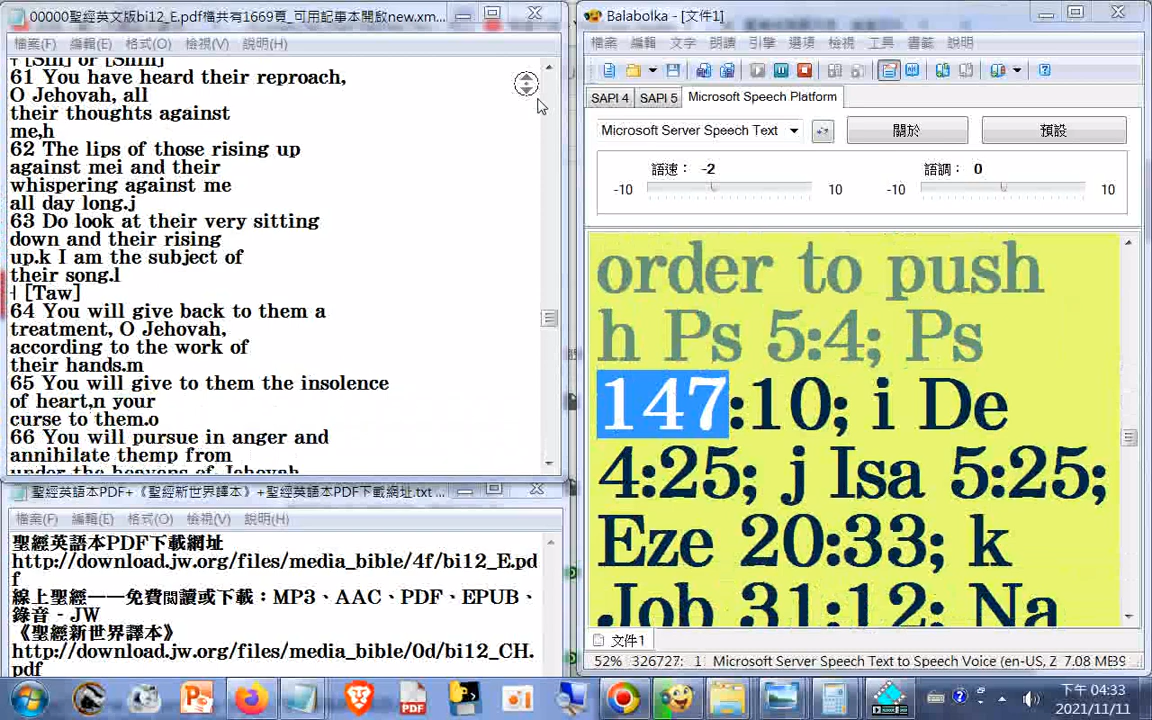 00000聖經英文版bi12_E.pdf檔共有1669頁_可用記事本開啟new.xm...
檔案(F) 編輯(E) 格式(O) 檢視(V) 說明(H)
+ [Sin] or [Shin]
61 You have heard their reproach,
O Jehovah, all
their thoughts against
me,h
62 The lips of those rising up
against mei and their
whispering against me
all day long.j
63 Do look at their very sitting
down and their rising
up.k I am the subject of
their song.l
┤ [Taw]
64 You will give back to them a
treatment, O Jehovah,
according to the work of
their hands.m
65 You will give to them the insolence
of heart,n your
curse to them.o
66 You will pursue in anger and
annihilate themp from
under the heavens of Jehovah
聖經英語本PDF+《聖經新世界譯本》+聖經英語本PDF下載網址.txt ...
檔案(F) 編輯(E) 格式(O) 檢視(V) 說明(H)
聖經英語本PDF下載網址
http://download.jw.org/files/media_bible/4f/bi12_E.pd
f
線上聖經——免費閱讀或下載：MP3、AAC、PDF、EPUB、
錄音 - JW
《聖經新世界譯本》
http://download.jw.org/files/media_bible/0d/bi12_CH.
pdf
Balabolka - [文件1]
檔案 編輯 文字 朗讀 引擎 選項 檢視 工具 書籤 說明
SAPI 4 SAPI 5 Microsoft Speech Platform
Microsoft Server Speech Text 關於 預設
語速： -2 語調： 0
-10 10 -10 10
order to push
h Ps 5:4; Ps
147:10; i De
4:25; j Isa 5:25;
Eze 20:33; k
Job 31:12; Na
文件1
52% 326727: 1 Microsoft Server Speech Text to Speech Voice (en-US, Z 7.08 MB
下午 04:33
2021/11/11